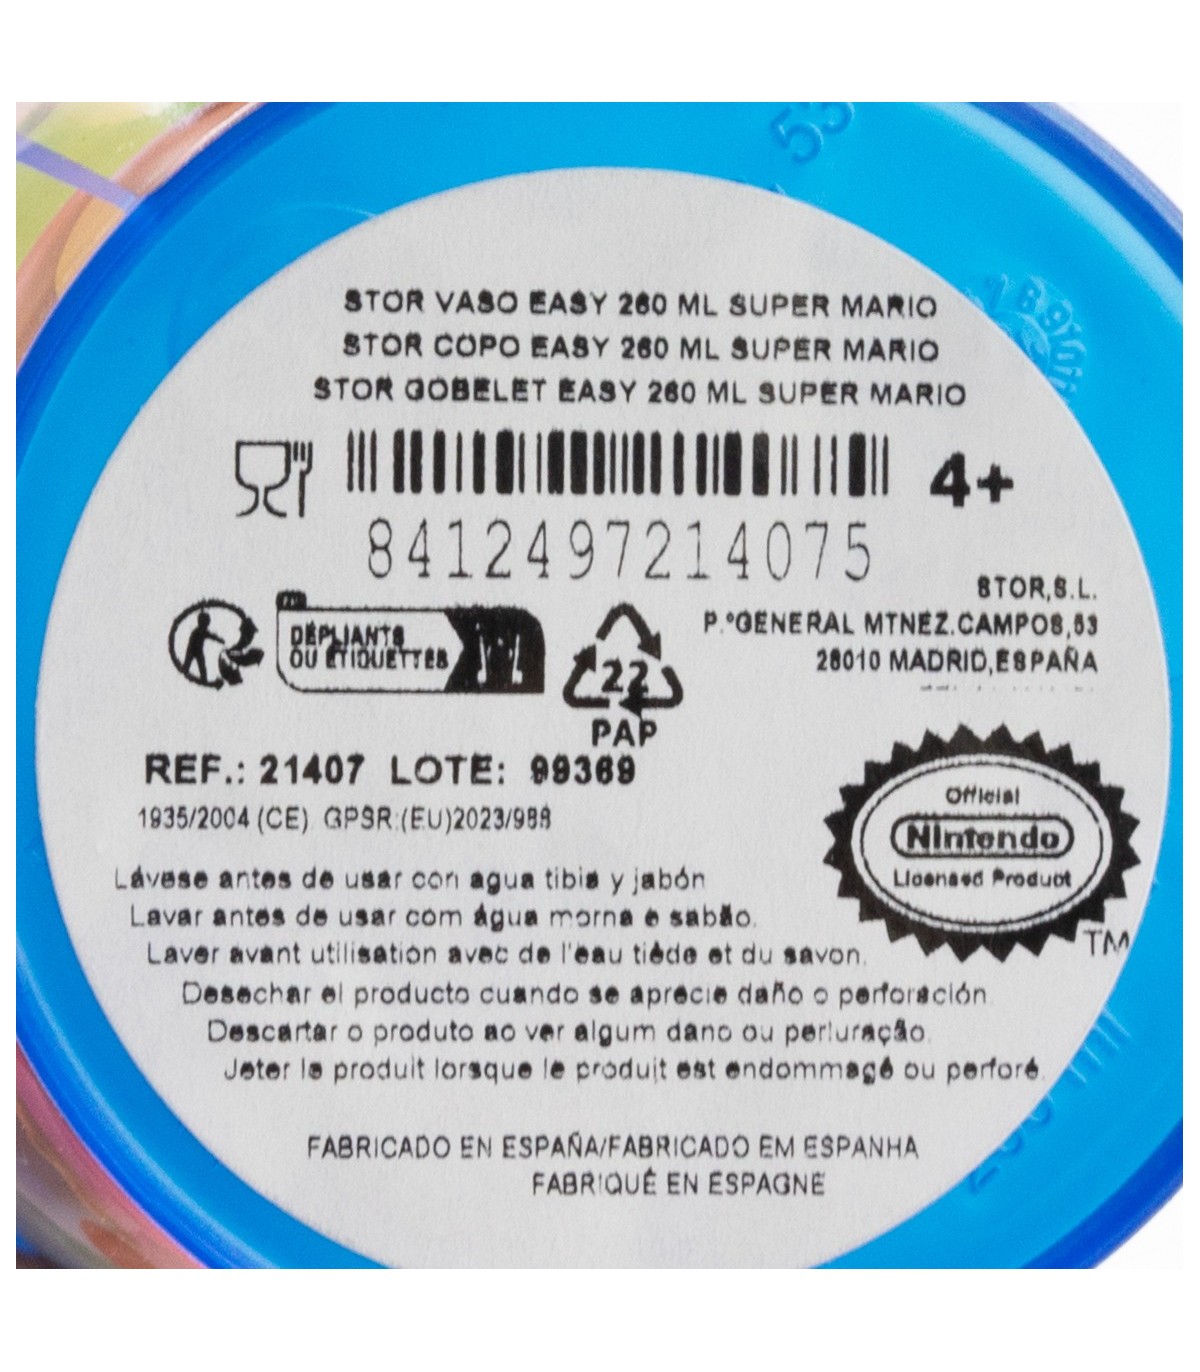 STOR VASO EASY 260 ML SUPER MARIO
STOR COPO EASY 260 ML SUPER MARIO
STOR GOBELET EASY 260 ML SUPER MARIO
4+
8412497214075
STOR,S.L.
P.ºGENERAL MTNEZ.CAMPOS,53
28010 MADRID,ESPAÑA
DÉPLIANTS
OU ÉTIQUETTES
22
PAP
REF.: 21407 LOTE: 99369
1935/2004 (CE) GPSR:(EU)2023/988
Official
Nintendo
Licensed Product
TM
Lávese antes de usar con agua tibia y jabón
Lavar antes de usar com água morna e sabão.
Laver avant utilisation avec de l'eau tiède et du savon.
Desechar el producto cuando se aprecie daño o perforación
Descartar o produto ao ver algum dano ou perfuração.
Jeter le produit lorsque le produit est endommagé ou perforé.
FABRICADO EN ESPAÑA/FABRICADO EM ESPANHA
FABRIQUÉ EN ESPAGNE
53
260 ml